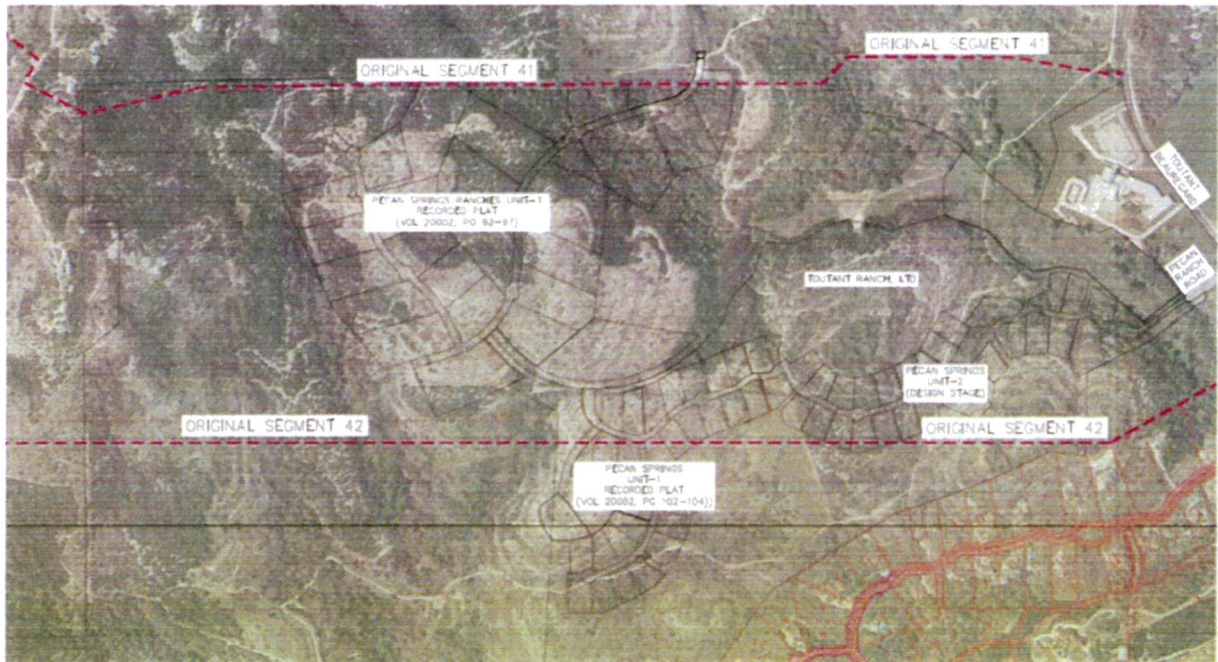 ORIGINAL SEGMENT 41
ORIGINAL SEGMENT 41
TOUTANT
BEAUREGARD
PECAN SPRINGS RANCHES UNIT-3
RECORDED PLAT
(VOL 20002, PG 92-97)
PECAN
RANCH
ROAD
TOUTANT RANCH, LTD
PECAN SPRINGS
UNIT-2
(DESIGN STAGE)
ORIGINAL SEGMENT 42
ORIGINAL SEGMENT 42
PECAN SPRINGS
UNIT-1
RECORDED PLAT
(VOL 20002, PG 102-104))